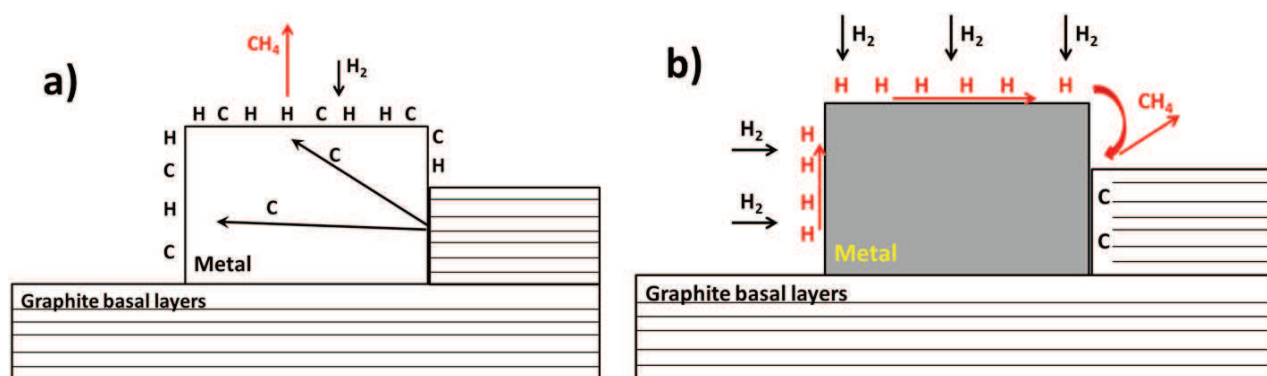 a)
CH₄
H₂
H C H H C H H C
H
C
H
C
C
H
C
C
Metal
Graphite basal layers
b)
H₂ H₂ H₂
H H H H H H
CH₄
H₂
H
H
H₂
H
H
C
C
Metal
Graphite basal layers